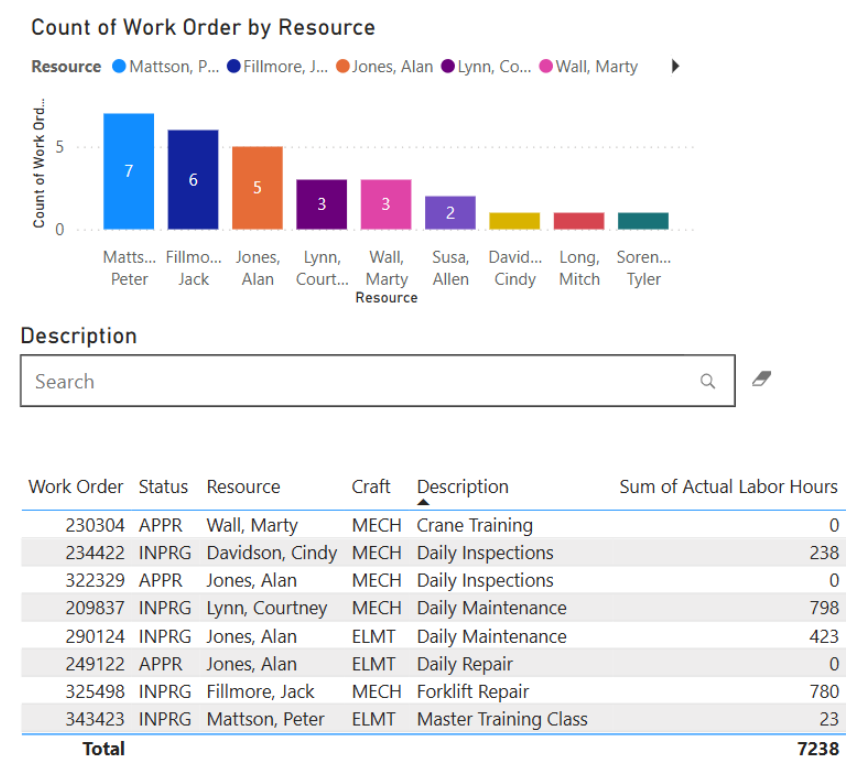 Count of Work Order by Resource
Resource Mattson, P... Fillmore, J... Jones, Alan Lynn, Co... Wall, Marty
Count of Work Ord...
5
0
7 6 5 3 3 2
Matts... Fillmo... Jones, Lynn, Wall, Susa, David... Long, Soren...
Peter Jack Alan Court... Marty Allen Cindy Mitch Tyler
Resource
Description
Search
Work Order Status Resource Craft Description Sum of Actual Labor Hours
230304 APPR Wall, Marty MECH Crane Training 0
234422 INPRG Davidson, Cindy MECH Daily Inspections 238
322329 APPR Jones, Alan MECH Daily Inspections 0
209837 INPRG Lynn, Courtney MECH Daily Maintenance 798
290124 INPRG Jones, Alan ELMT Daily Maintenance 423
249122 APPR Jones, Alan ELMT Daily Repair 0
325498 INPRG Fillmore, Jack MECH Forklift Repair 780
343423 INPRG Mattson, Peter ELMT Master Training Class 23
Total 7238